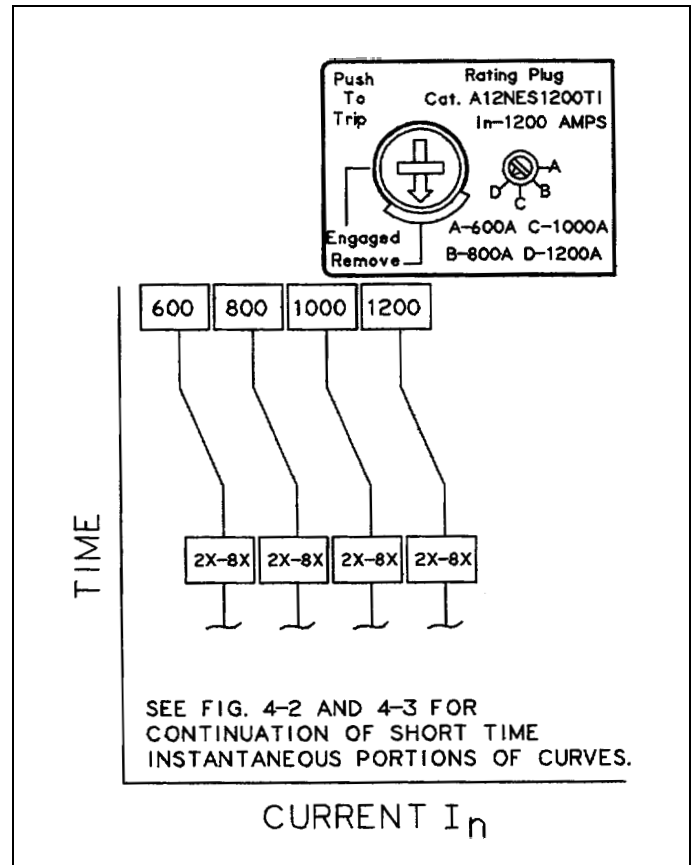 Push
To
Trip
Rating Plug
Cat. A12NES1200T1
In-1200 AMPS
A
B
C
D
Engaged
Remove
A-600A C-1000A
B-800A D-1200A
600 800 1000 1200
2X-8X 2X-8X 2X-8X 2X-8X
TIME
SEE FIG. 4-2 AND 4-3 FOR
CONTINUATION OF SHORT TIME
INSTANTANEOUS PORTIONS OF CURVES.
CURRENT In